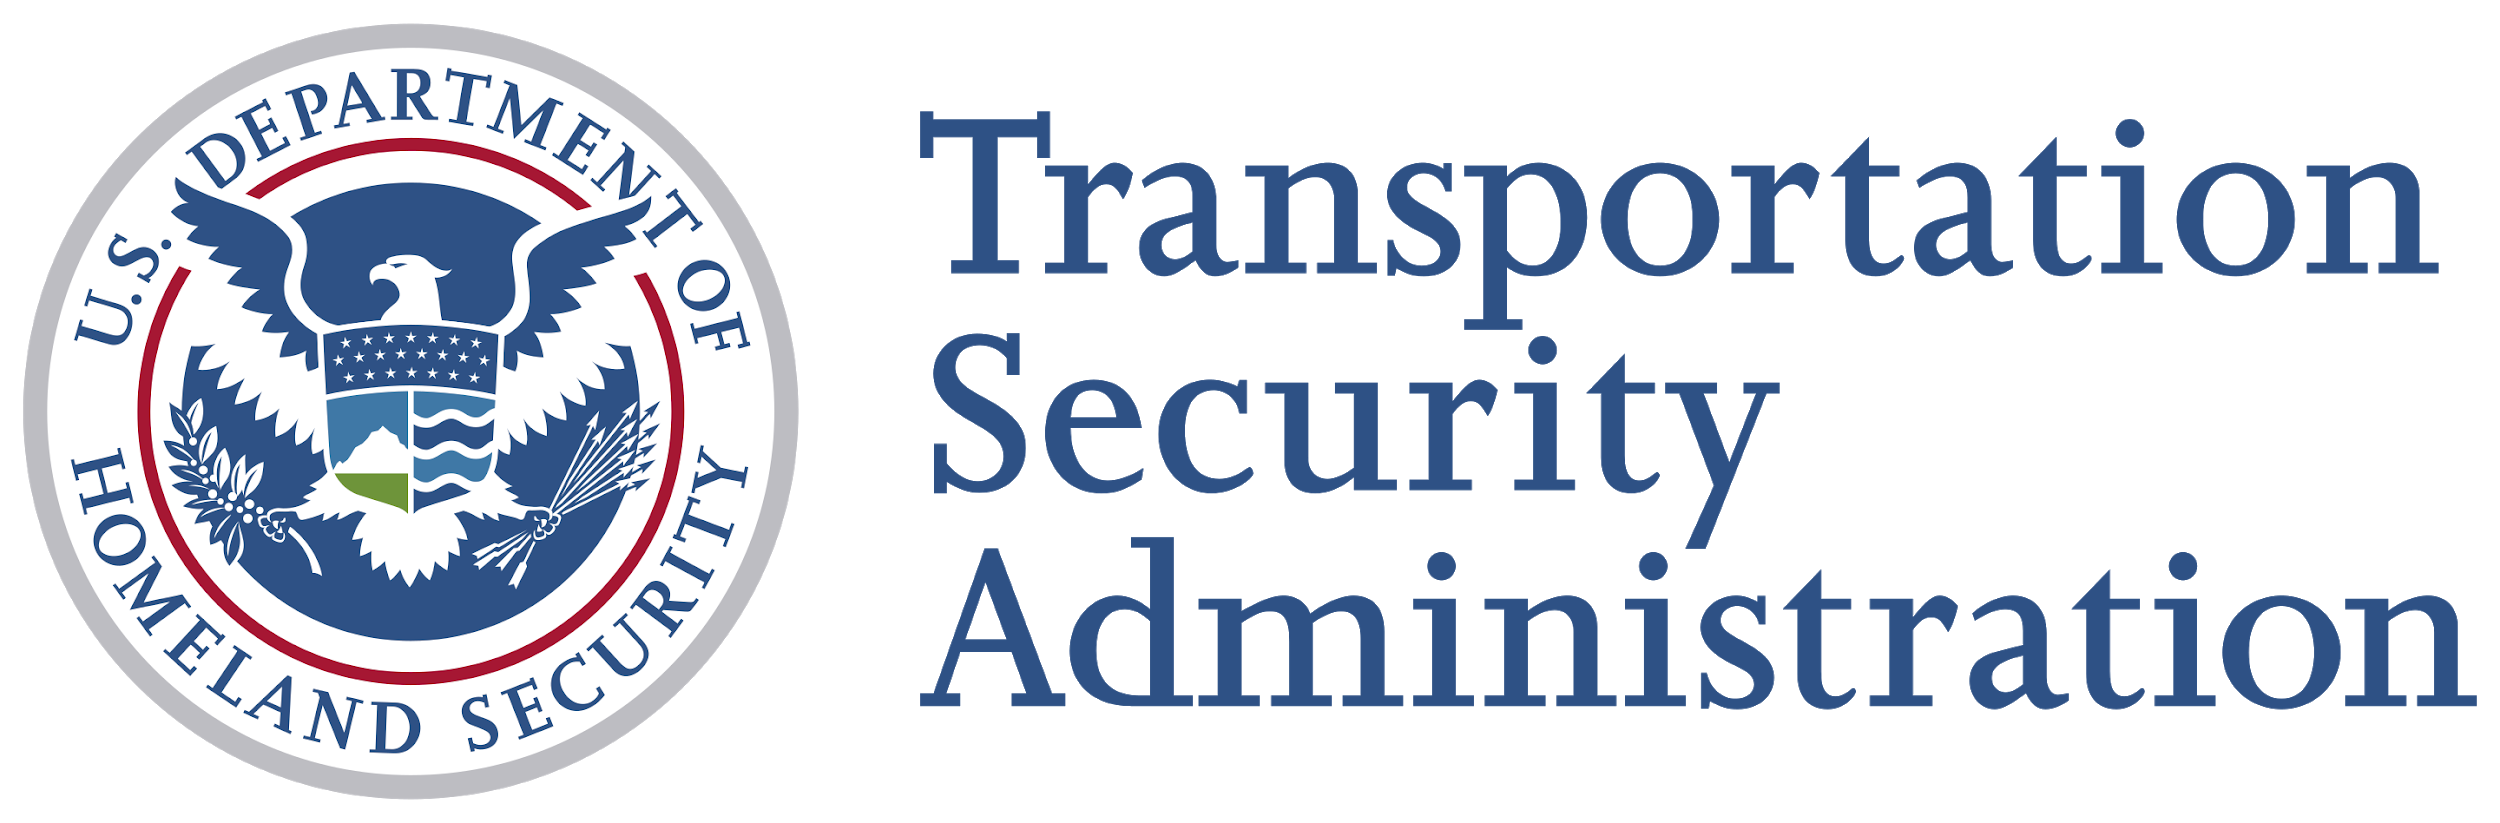 U.S. DEPARTMENT OF
HOMELAND SECURITY
Transportation
Security
Administration